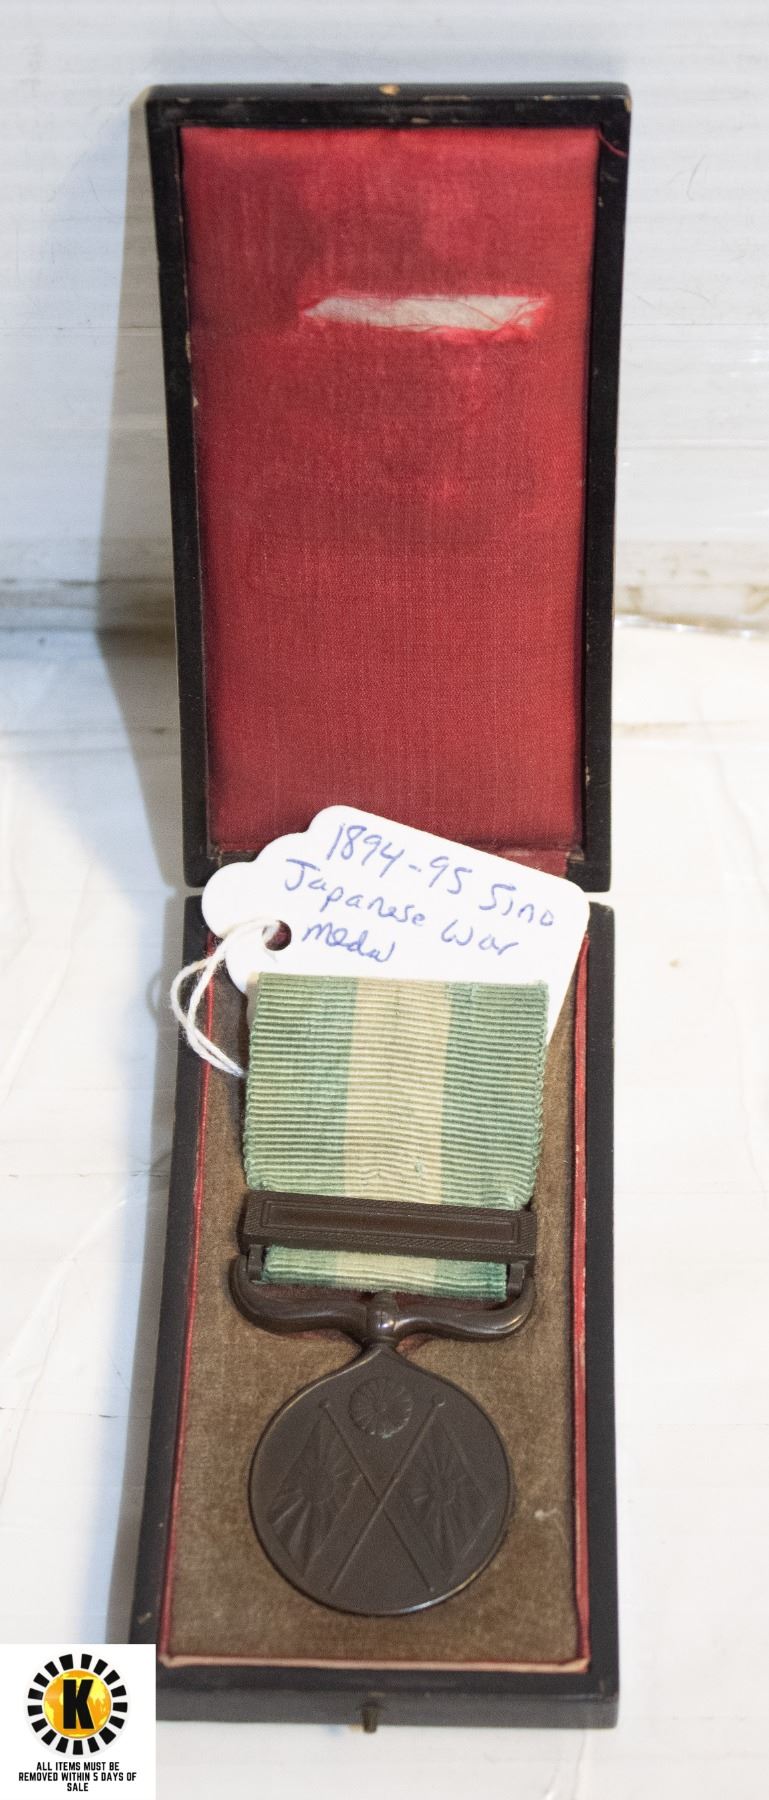 1894-95 Sino
Japanese War
Medal
K
ALL ITEMS MUST BE
REMOVED WITHIN 5 DAYS OF
SALE